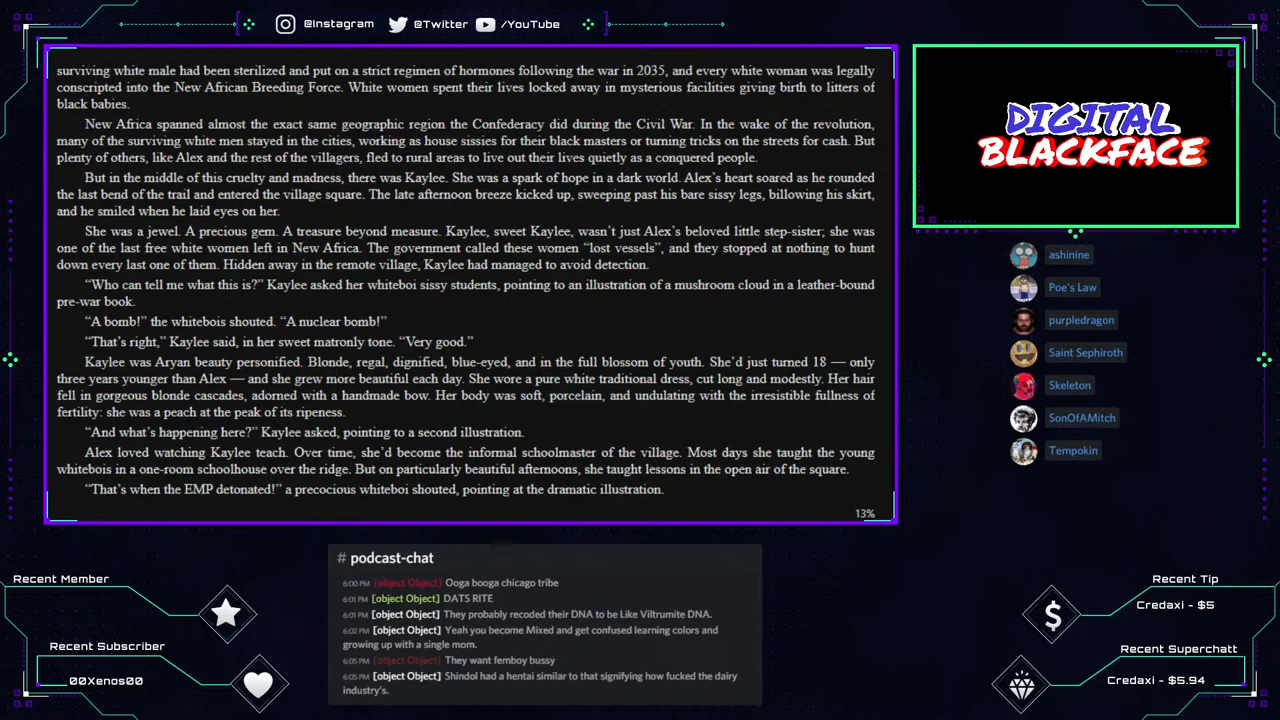 @Instagram @Twitter /YouTube
surviving white male had been sterilized and put on a strict regimen of hormones following the war in 2035, and every white woman was legally
conscripted into the New African Breeding Force. White women spent their lives locked away in mysterious facilities giving birth to litters of
black babies.
New Africa spanned almost the exact same geographic region the Confederacy did during the Civil War. In the wake of the revolution,
many of the surviving white men stayed in the cities, working as slave sissies for their black masters or turning tricks on the streets for cash. But
plenty of others, like Alex and the rest of the villagers, fled to rural areas to live out their lives quietly as a conquered people.
But in the middle of this cruelty and madness, there was Kaylee. She was a spark of hope in a dark world. Alex’s heart soared as he rounded
the last bend of the trail and entered the village square. The late afternoon breeze kicked up, sweeping past his bare sissy legs, billowing his skirt,
and he smiled when he laid eyes on her.
She was a jewel. A precious gem. A treasure beyond measure. Kaylee, sweet Kaylee, wasn’t just Alex’s beloved little step-sister; she was
one of the last free white women left in New Africa. The government called these women “lost vessels”, and they stopped at nothing to hunt
down every last one of them. Hidden away in the remote village, Kaylee had managed to avoid detection.
“Who can tell me what this is?” Kaylee asked her whiteboi sissy students, pointing to an illustration of a mushroom cloud in a leather-bound
pre-war book.
“A bomb!” the whitebois shouted. “A nuclear bomb!”
“That’s right,” Kaylee said, in her sweet matronly tone. “Very good.”
Kaylee was Aryan beauty personified. Blonde, regal, dignified, blue-eyed, and in the full blossom of youth. She’d just turned 18 — only
three years younger than Alex — and she grew more beautiful each day. She wore a pure white traditional dress, cut long and modestly. Her hair
fell in gorgeous blonde cascades, adorned with a handmade bow. Her body was soft, porcelain, and undulating with the irresistible fullness of
fertility: she was a peach at the peak of its ripeness.
“And what’s happening here?” Kaylee asked, pointing to a second illustration.
Alex loved watching Kaylee teach. Over time, she’d become the informal schoolmaster of the village. Most days she taught the young
whitebois in a one-room schoolhouse over the ridge. But on particularly beautiful afternoons, she taught lessons in the open air of the square.
“That’s when the EMP detonated!” a precocious whiteboi shouted, pointing at the dramatic illustration.
13%
DIGITAL
BLACKFACE
ashinine
Poe's Law
purpledragon
Saint Sephiroth
Skeleton
SonOfAMitch
Tempokin
# podcast-chat
6:00 PM [object Object] Ooga booga chicago tribe
6:01 PM [object Object] DATS RITE
6:01 PM [object Object] They probably recoded their DNA to be Like Viltrumite DNA.
6:02 PM [object Object] Yeah you become Mixed and get confused learning colors and
growing up with a single mom.
6:05 PM [object Object] They want femboy bussy
6:05 PM [object Object] Shindol had a hentai similar to that signifying how fucked the dairy
industry's.
Recent Member
Recent Subscriber
00Xenos00
Recent Tip
Credaxi - $5
Recent Superchatt
Credaxi - $5.94